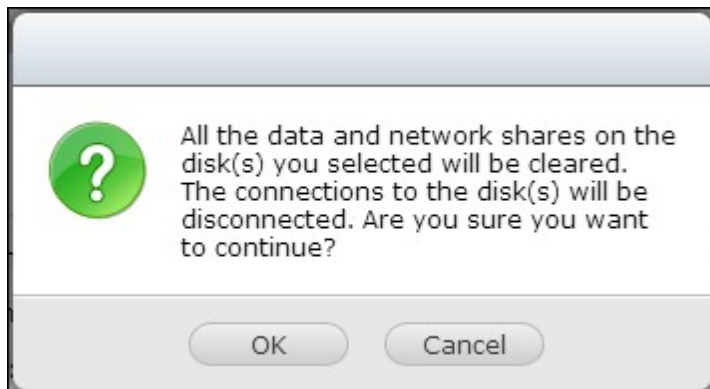 All the data and network shares on the
disk(s) you selected will be cleared.
The connections to the disk(s) will be
disconnected. Are you sure you want
to continue?
OK
Cancel